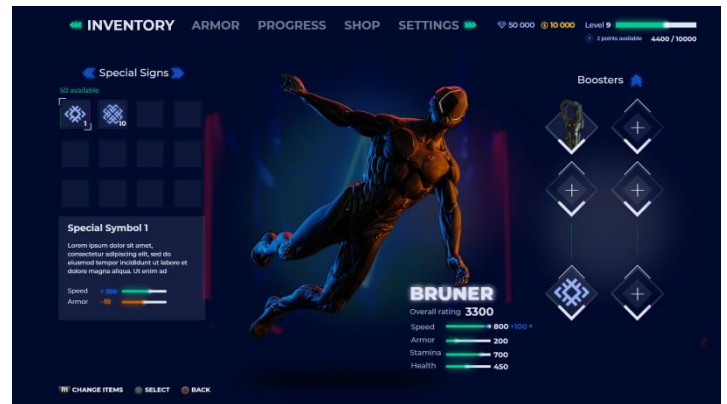 INVENTORY ARMOR PROGRESS SHOP SETTINGS
50 000 10 000 Level 9
2 points available 4400 / 10000
Special Signs
50 available
1 10
Boosters
Special Symbol 1
Lorem ipsum dolor sit amet,
consectetur adipiscing elit, sed do
eiusmod tempor incididunt ut labore et
dolore magna aliqua. Ut enim ad
Speed
Armor - 10
BRUNER
Overall rating 3300
Speed 800 +100
Armor 200
Stamina 700
Health 450
R1 CHANGE ITEMS SELECT BACK